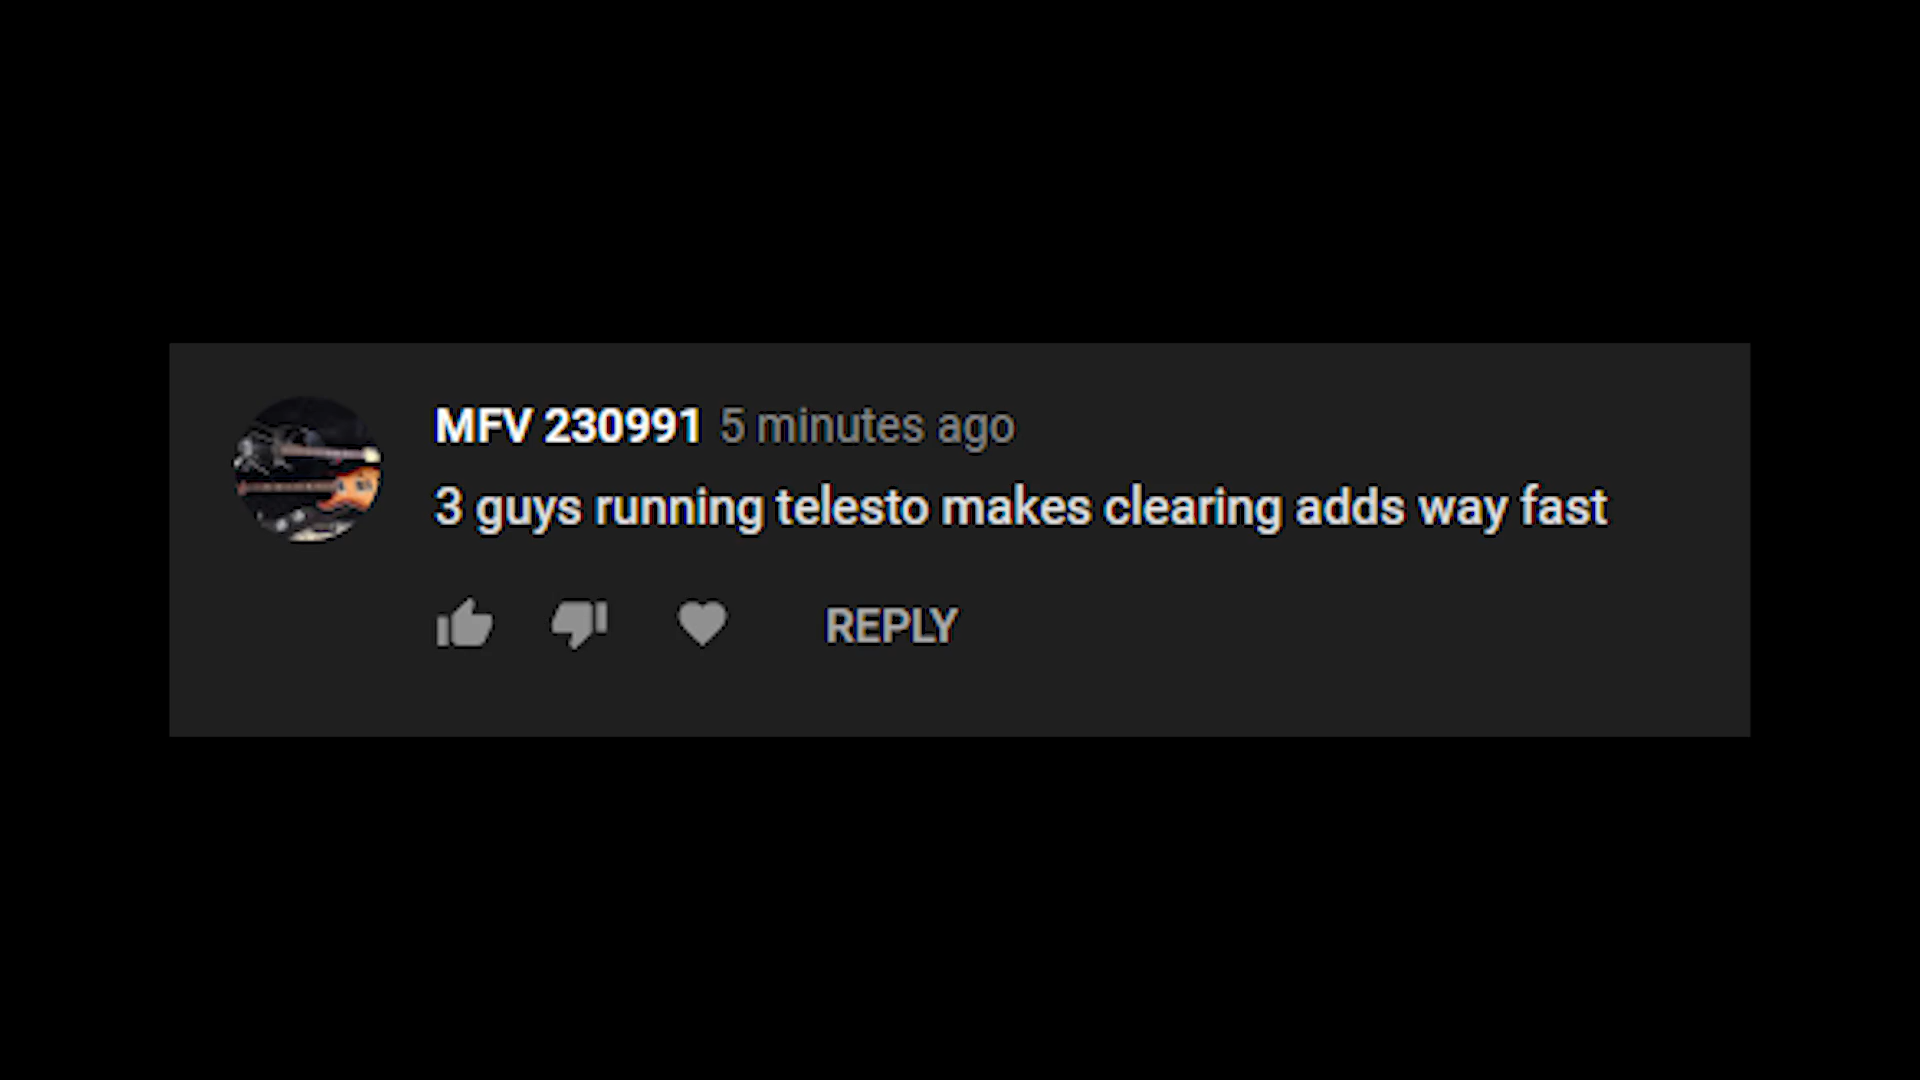 MFV 230991 5 minutes ago
3 guys running telesto makes clearing adds way fast
REPLY